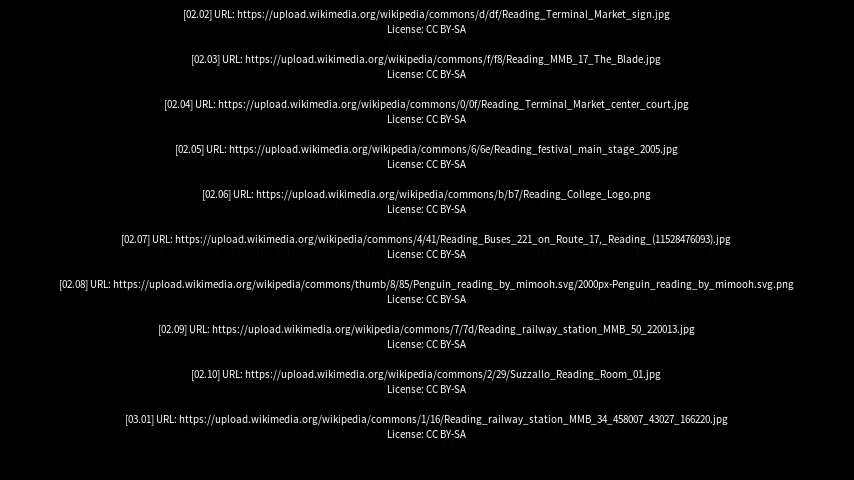 [02.02] URL: https://upload.wikimedia.org/wikipedia/commons/d/df/Reading_Terminal_Market_sign.jpg
License: CC BY-SA
[02.03] URL: https://upload.wikimedia.org/wikipedia/commons/f/f8/Reading_MMB_17_The_Blade.jpg
License: CC BY-SA
[02.04] URL: https://upload.wikimedia.org/wikipedia/commons/0/0f/Reading_Terminal_Market_center_court.jpg
License: CC BY-SA
[02.05] URL: https://upload.wikimedia.org/wikipedia/commons/6/6e/Reading_festival_main_stage_2005.jpg
License: CC BY-SA
[02.06] URL: https://upload.wikimedia.org/wikipedia/commons/b/b7/Reading_College_Logo.png
License: CC BY-SA
[02.07] URL: https://upload.wikimedia.org/wikipedia/commons/4/41/Reading_Buses_221_on_Route_17,_Reading_(11528476093).jpg
License: CC BY-SA
[02.08] URL: https://upload.wikimedia.org/wikipedia/commons/thumb/8/85/Penguin_reading_by_mimooh.svg/2000px-Penguin_reading_by_mimooh.svg.png
License: CC BY-SA
[02.09] URL: https://upload.wikimedia.org/wikipedia/commons/7/7d/Reading_railway_station_MMB_50_220013.jpg
License: CC BY-SA
[02.10] URL: https://upload.wikimedia.org/wikipedia/commons/2/29/Suzzallo_Reading_Room_01.jpg
License: CC BY-SA
[03.01] URL: https://upload.wikimedia.org/wikipedia/commons/1/16/Reading_railway_station_MMB_34_458007_43027_166220.jpg
License: CC BY-SA